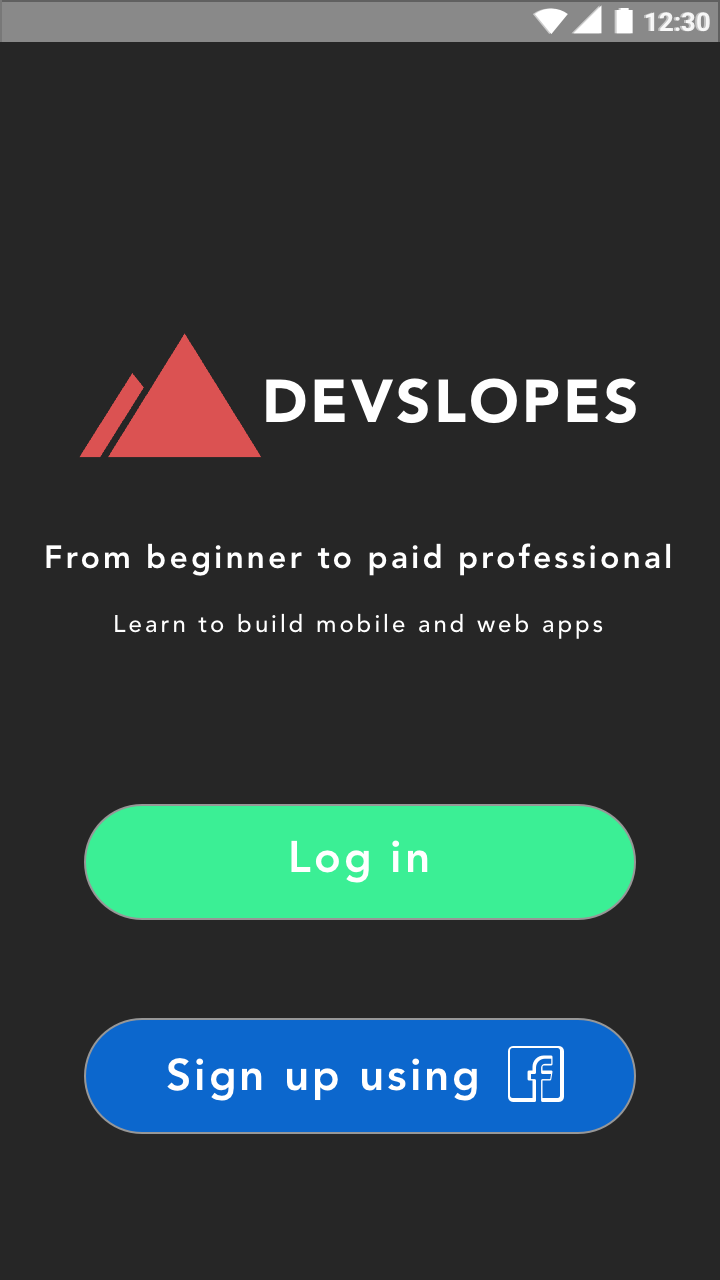 12:30
DEVSLOPES
From beginner to paid professional
Learn to build mobile and web apps
Log in
Sign up using